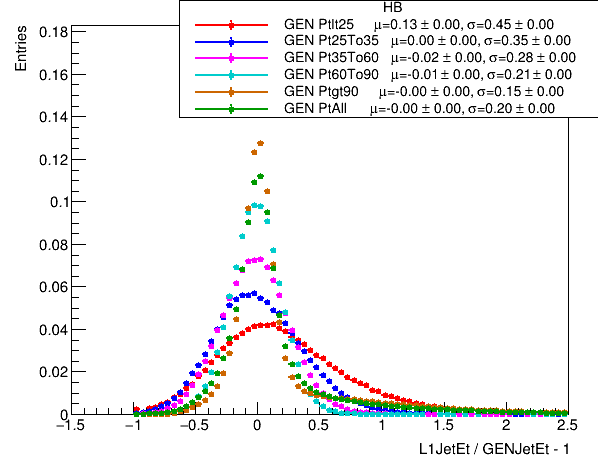 HB
GEN Ptlt25 μ=0.13 ± 0.00, σ=0.45 ± 0.00
GEN Pt25To35 μ=0.00 ± 0.00, σ=0.35 ± 0.00
GEN Pt35To60 μ=-0.02 ± 0.00, σ=0.28 ± 0.00
GEN Pt60To90 μ=-0.01 ± 0.00, σ=0.21 ± 0.00
GEN Ptgt90 μ=-0.00 ± 0.00, σ=0.15 ± 0.00
GEN PtAll μ=-0.00 ± 0.00, σ=0.20 ± 0.00
Entries
0.18
0.16
0.14
0.12
0.1
0.08
0.06
0.04
0.02
0
−1.5 −1 −0.5 0 0.5 1 1.5 2 2.5
L1JetEt / GENJetEt - 1